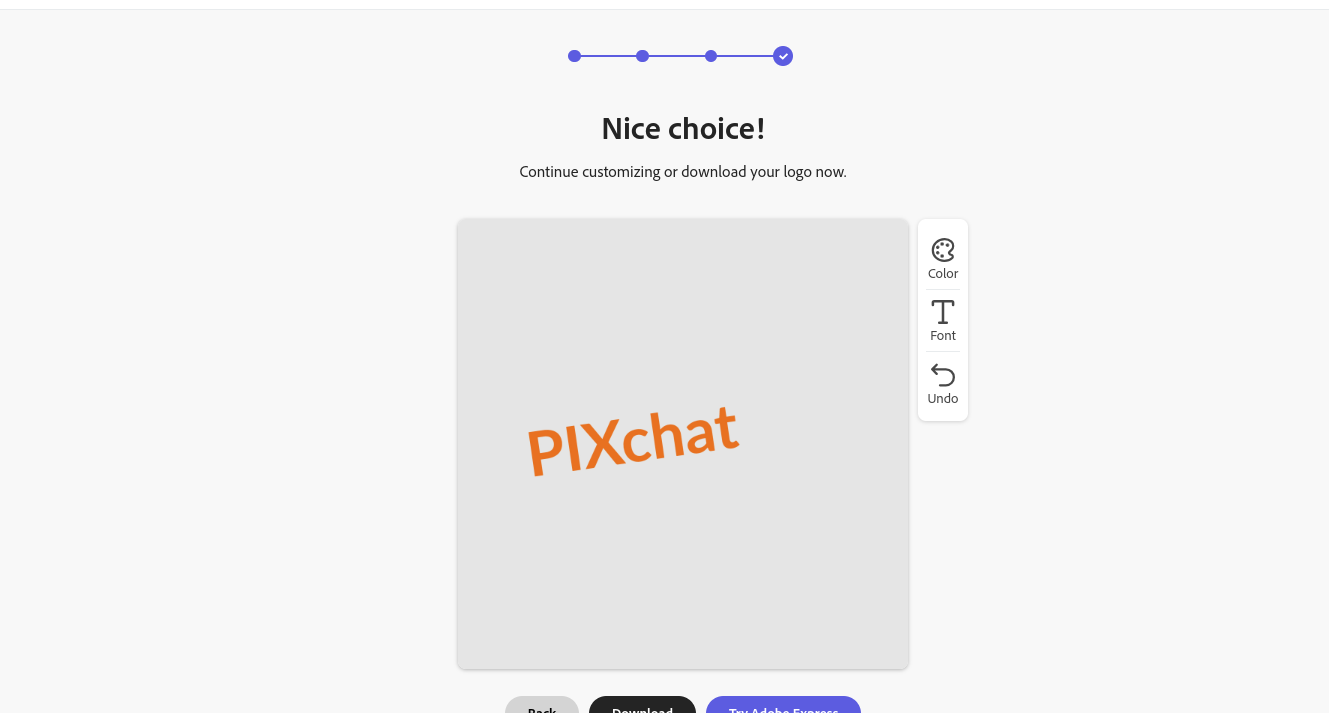 Nice choice!
Continue customizing or download your logo now.
Color
Font
Undo
PIXchat
Back
Download
Try Adobe Express